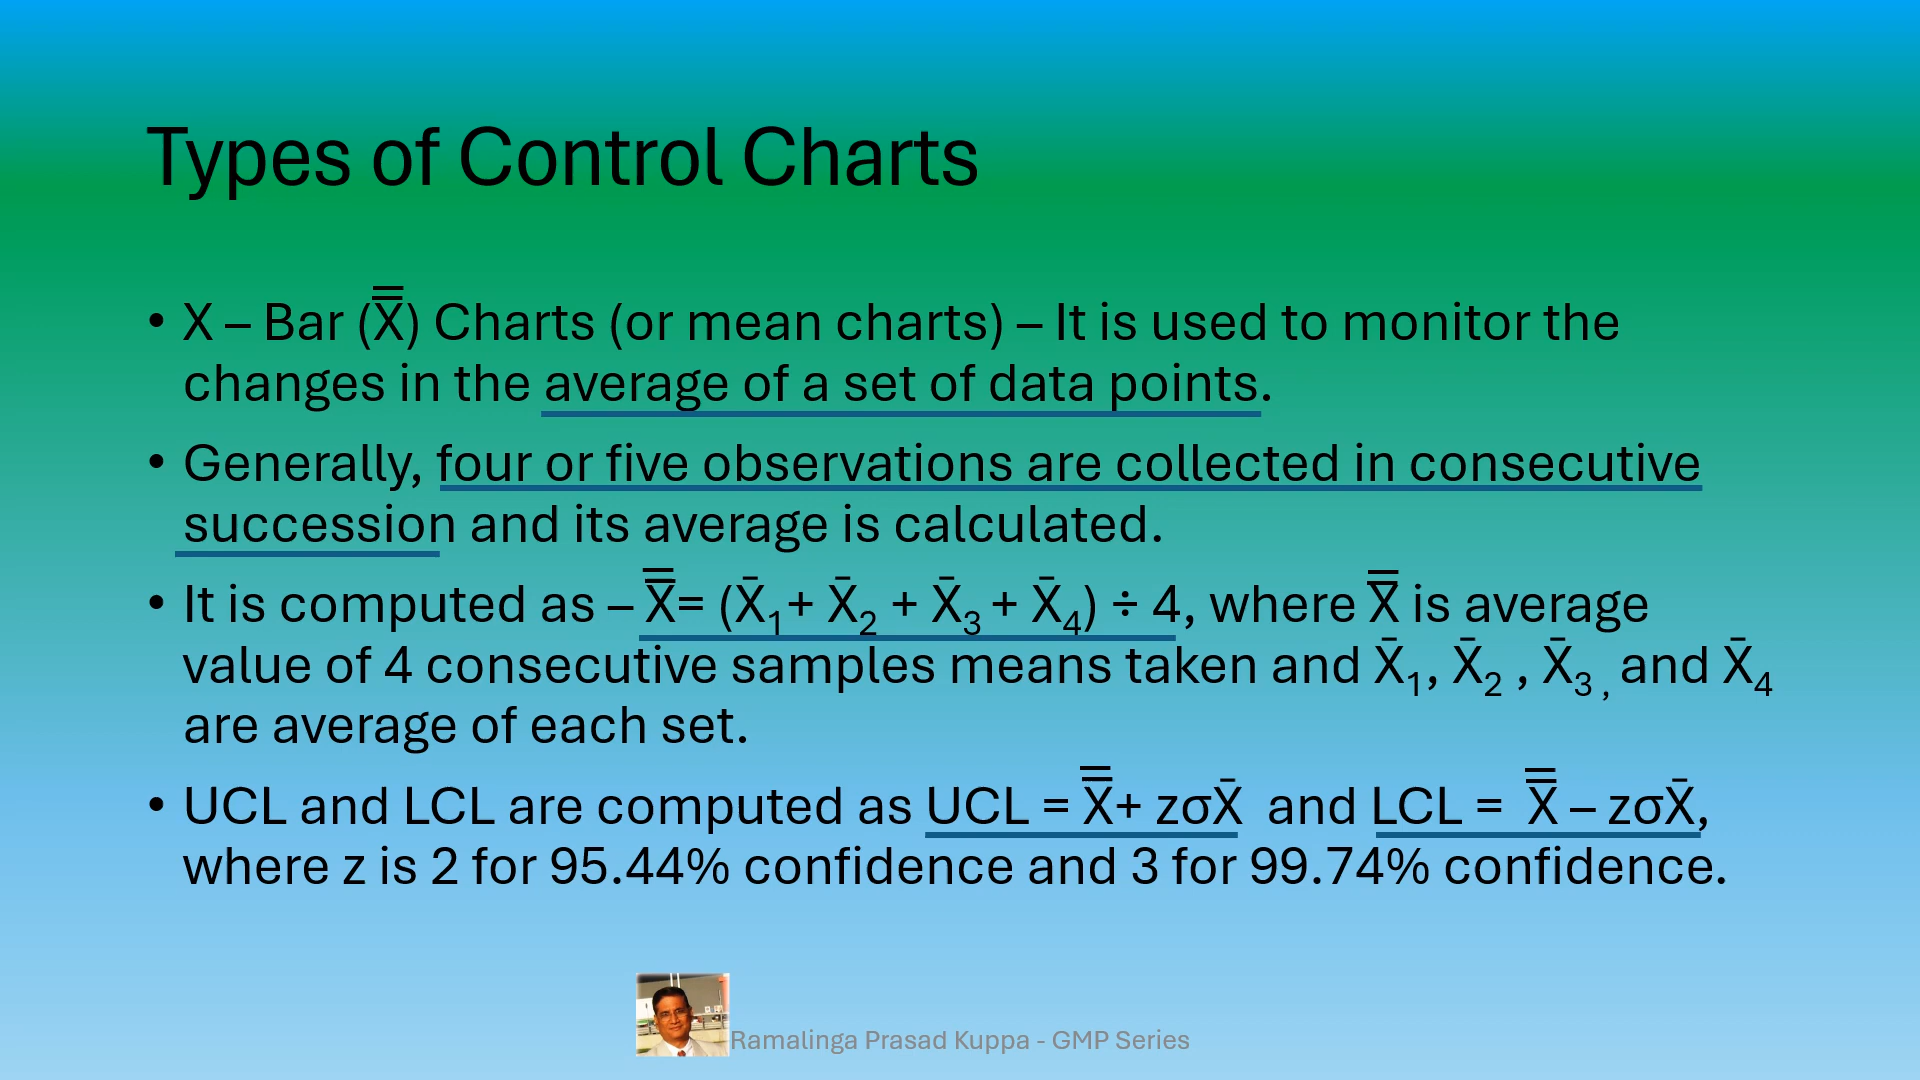 Types of Control Charts
• X – Bar (X̿) Charts (or mean charts) – It is used to monitor the
changes in the average of a set of data points.
• Generally, four or five observations are collected in consecutive
succession and its average is calculated.
• It is computed as – X̿= (X̄₁+ X̄₂ + X̄₃ + X̄₄) ÷ 4, where X̿ is average
value of 4 consecutive samples means taken and X̄₁, X̄₂ , X̄₃ , and X̄₄
are average of each set.
• UCL and LCL are computed as UCL = X̿+ zσX̄ and LCL = X̿ – zσX̄,
where z is 2 for 95.44% confidence and 3 for 99.74% confidence.
Ramalinga Prasad Kuppa - GMP Series